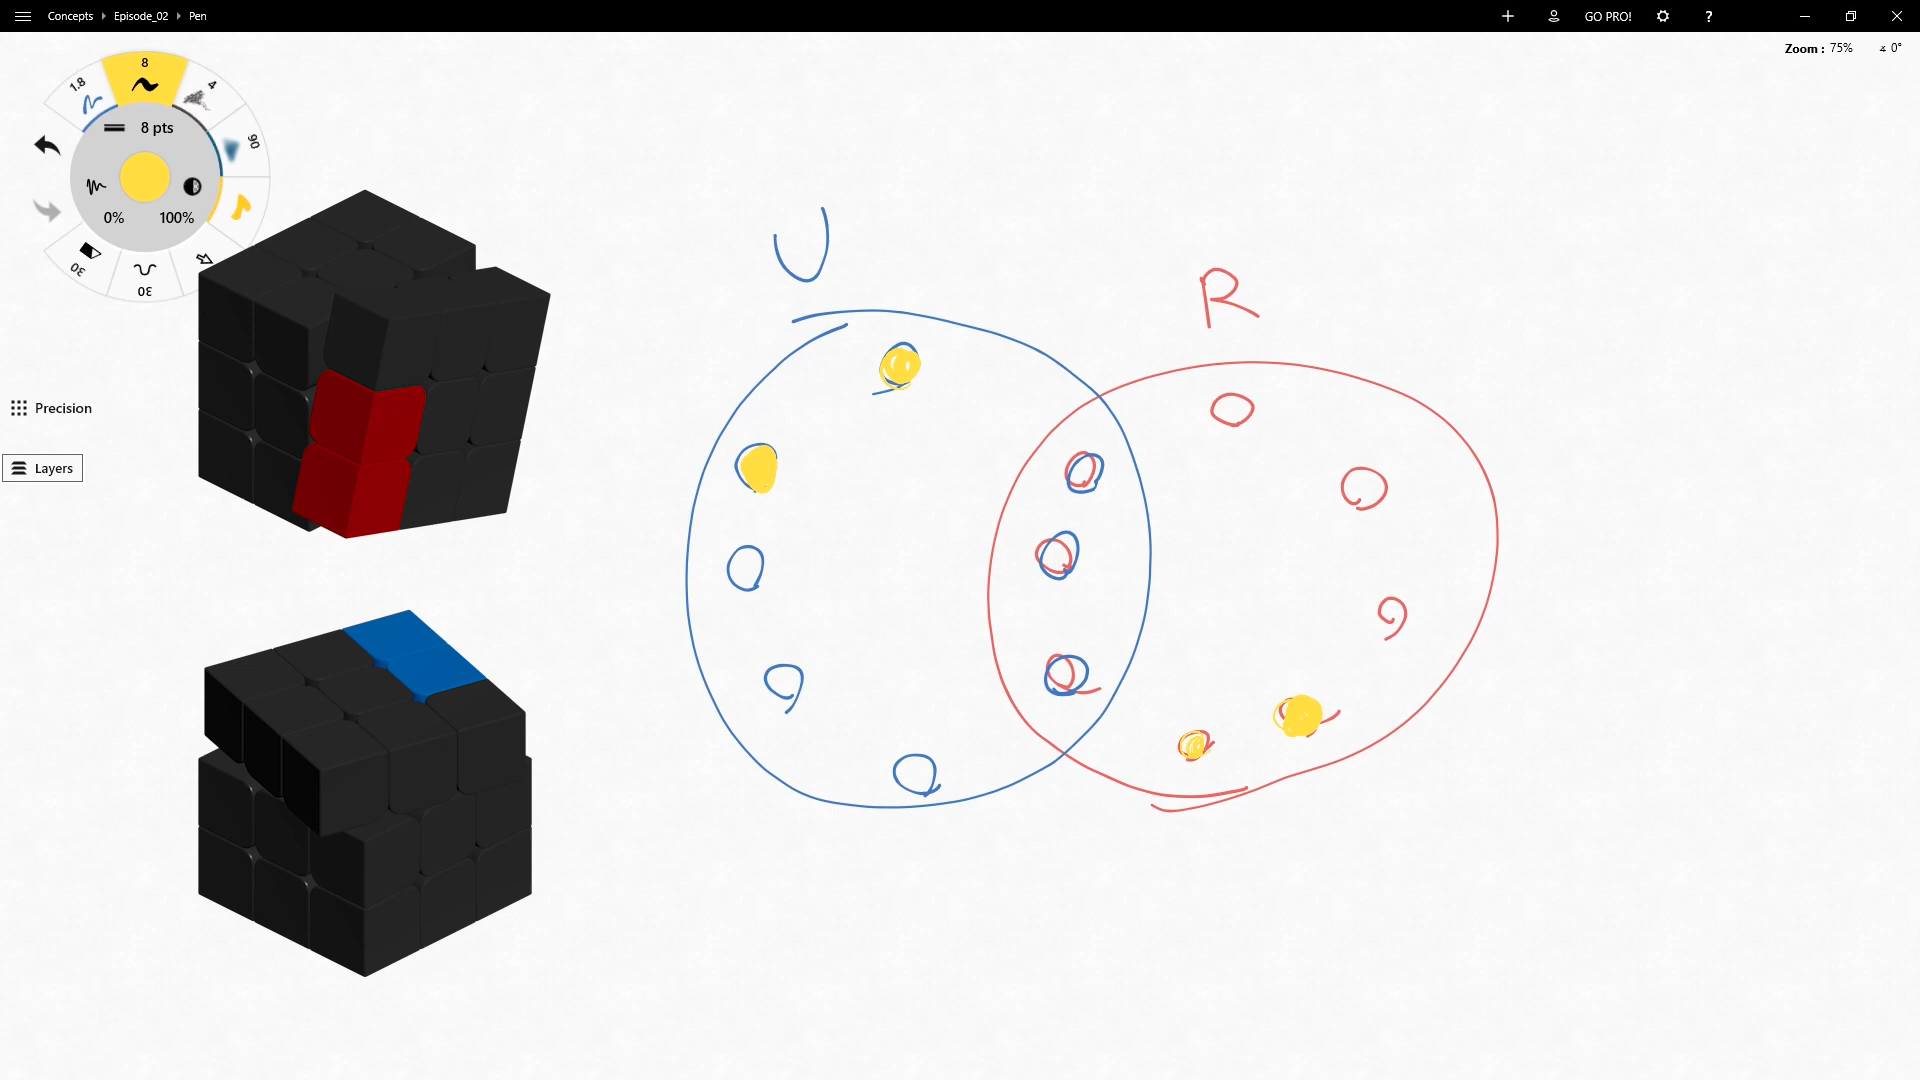 Concepts Episode_02 Pen GO PRO! ?
Zoom : 75% 0°
8
1.8
4
90
8 pts
0% 100%
30
30
Precision
Layers
U
R